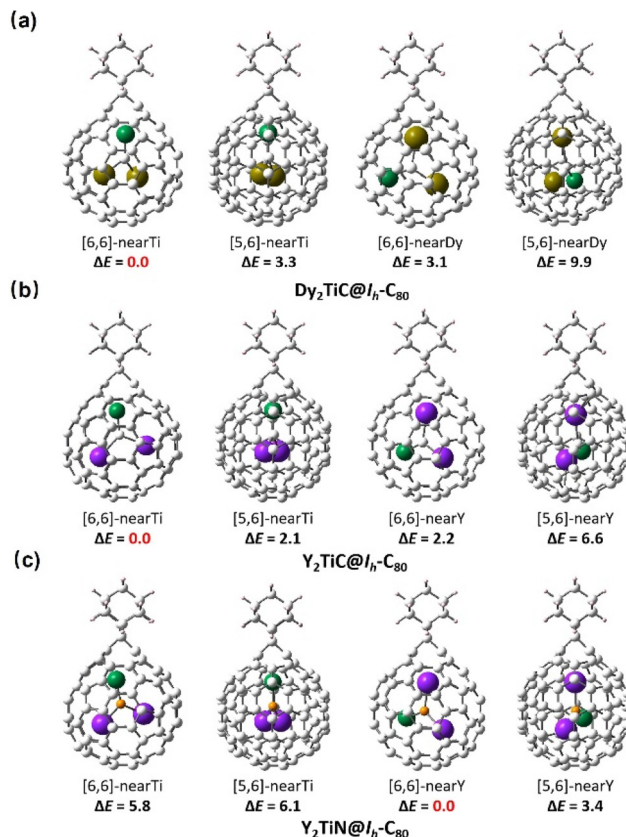 (a)
[6,6]-nearTi [5,6]-nearTi [6,6]-nearDy [5,6]-nearDy
ΔE = 0.0 ΔE = 3.3 ΔE = 3.1 ΔE = 9.9
Dy₂TiC@Iₕ-C₈₀
(b)
[6,6]-nearTi [5,6]-nearTi [6,6]-nearY [5,6]-nearY
ΔE = 0.0 ΔE = 2.1 ΔE = 2.2 ΔE = 6.6
Y₂TiC@Iₕ-C₈₀
(c)
[6,6]-nearTi [5,6]-nearTi [6,6]-nearY [5,6]-nearY
ΔE = 5.8 ΔE = 6.1 ΔE = 0.0 ΔE = 3.4
Y₂TiN@Iₕ-C₈₀